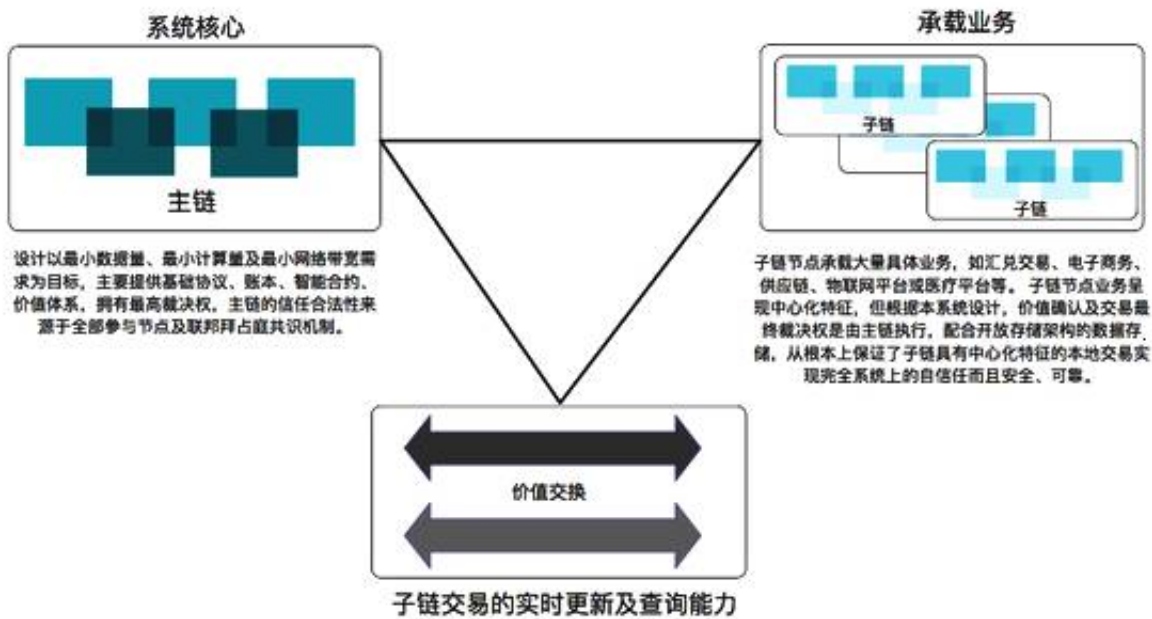 系统核心
主链
设计以最小数据量、最小计算量及最小网络带宽需
求为目标，主要提供基础协议、账本、智能合约、
价值体系，拥有最高裁决权，主链的信任合法性来
源于全部参与节点及联邦拜占庭共识机制。
承载业务
子链
子链
子链节点承载大量具体业务，如汇兑交易、电子商务、
供应链、物联网平台或医疗平台等。 子链节点业务呈
现中心化特征，但根据本系统设计，价值确认及交易最
终裁决权是由主链执行，配合开放存储架构的数据存
储，从根本上保证了子链具有中心化特征的本地交易实
现完全系统上的自信任而且安全、可靠。
价值交换
子链交易的实时更新及查询能力